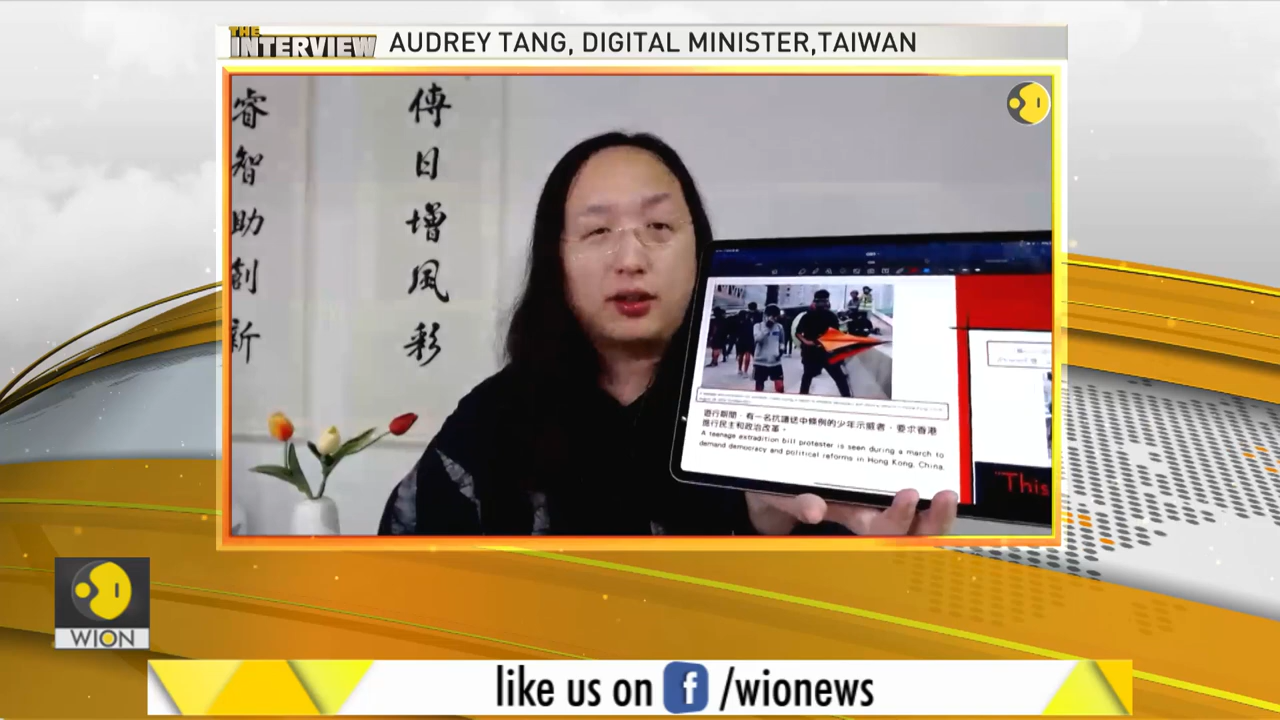 THE
INTERVIEW
AUDREY TANG, DIGITAL MINISTER,TAIWAN
睿智助創新
傳日增風彩
遊行期間，有一名抗議送中條例的少年示威者，要求香港
進行民主和政治改革。
A teenage extradition bill protester is seen during a march to
demand democracy and political reforms in Hong Kong, China.
This
WION
like us on f /wionews